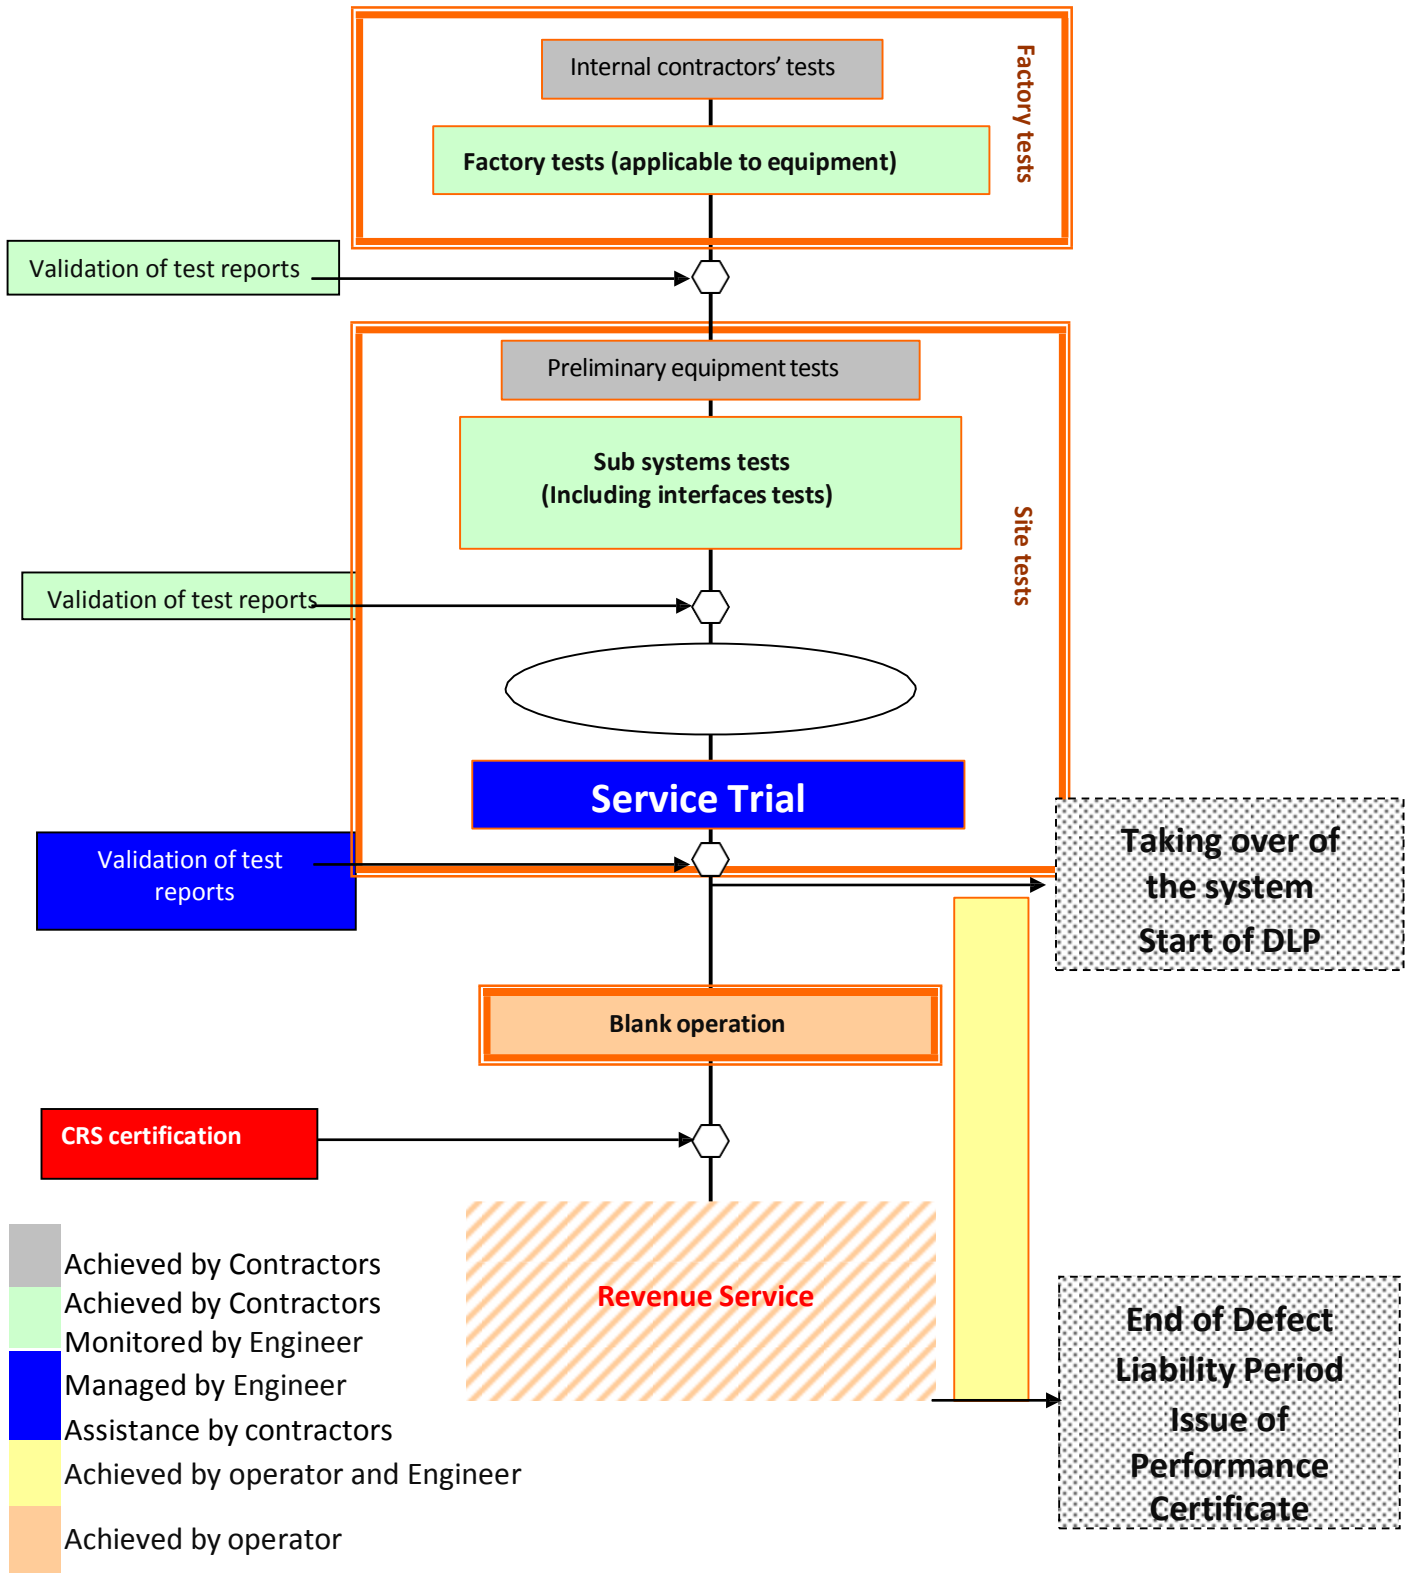 Internal contractors' tests
Factory tests (applicable to equipment)
Factory tests
Validation of test reports
Preliminary equipment tests
Sub systems tests
(Including interfaces tests)
Site tests
Validation of test reports
Service Trial
Validation of test
reports
Taking over of
the system
Start of DLP
Blank operation
CRS certification
Revenue Service
Achieved by Contractors
Achieved by Contractors
Monitored by Engineer
Managed by Engineer
Assistance by contractors
Achieved by operator and Engineer
Achieved by operator
End of Defect
Liability Period
Issue of
Performance
Certificate